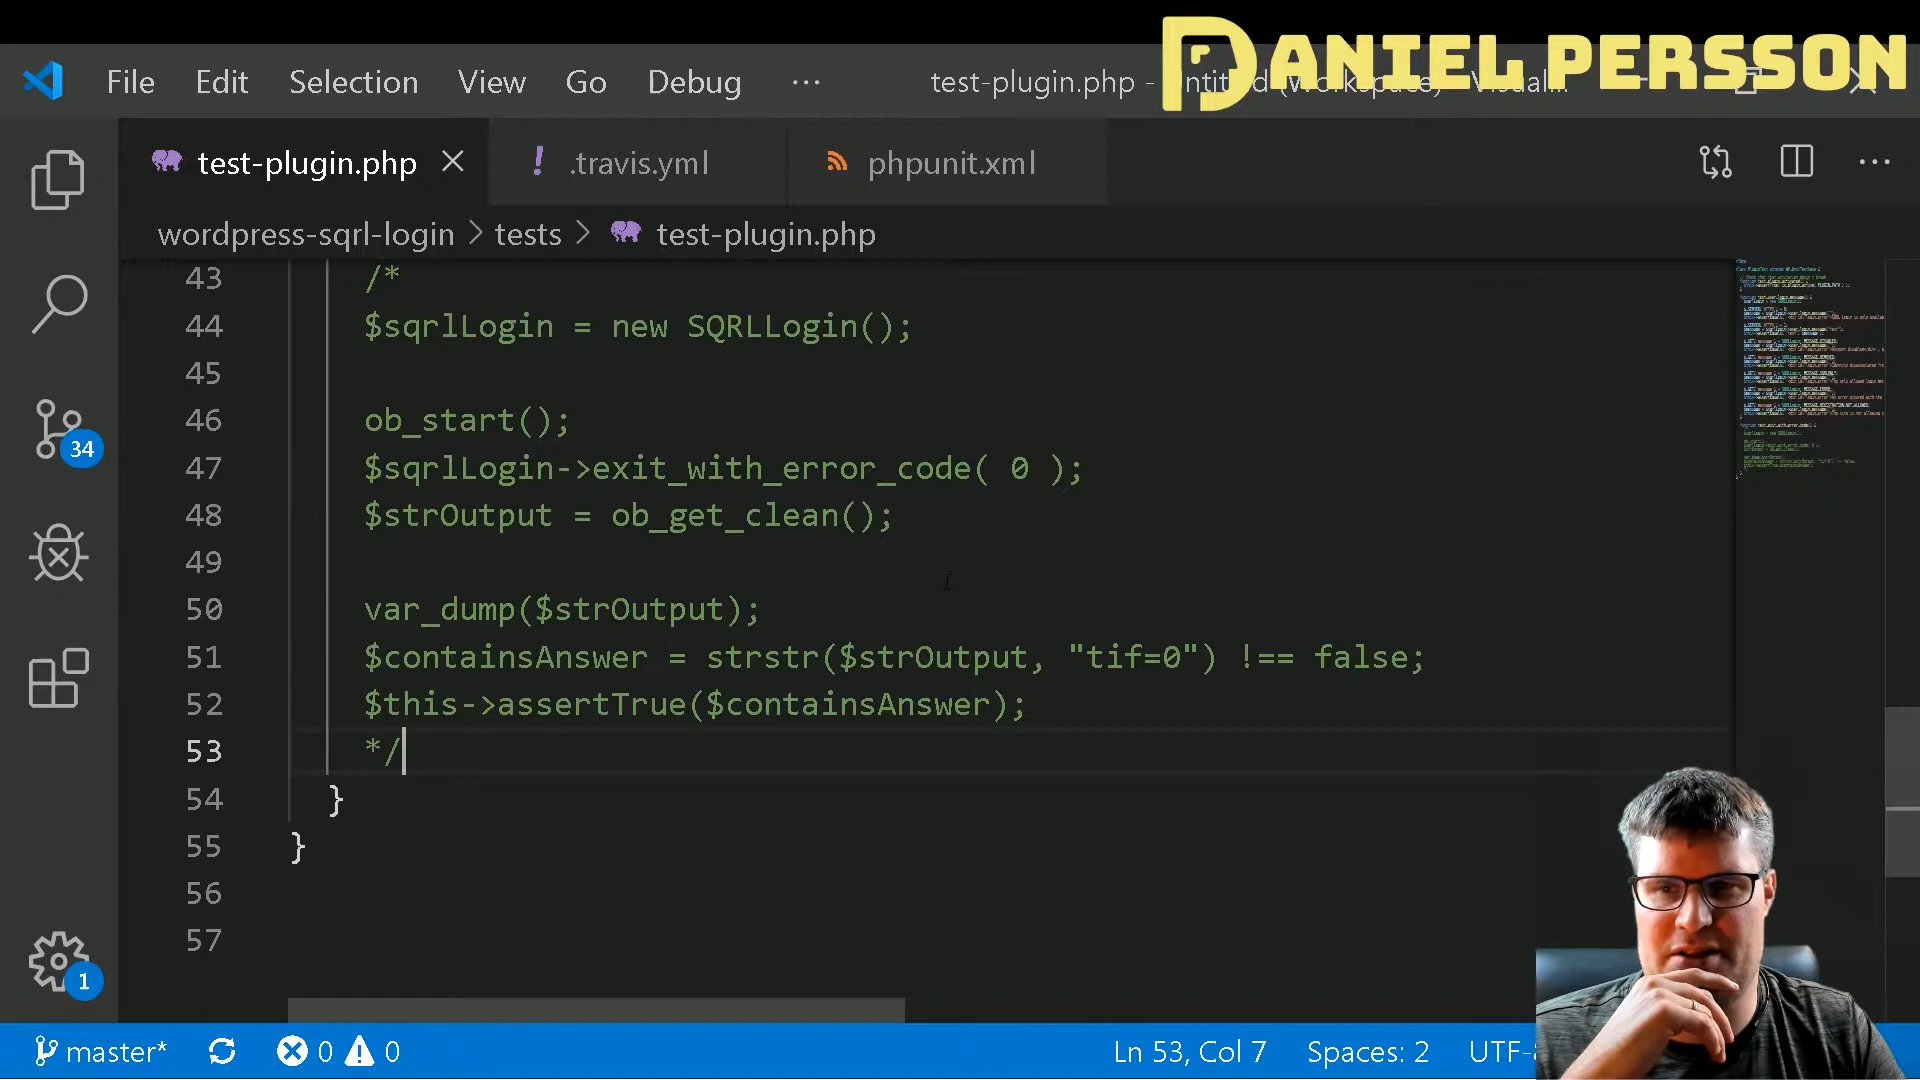 DANIEL PERSSON
File Edit Selection View Go Debug ··· test-plugin.php -
test-plugin.php .travis.yml phpunit.xml
wordpress-sqrl-login > tests > test-plugin.php
43 /*
44 $sqrlLogin = new SQRLLogin();
45
46 ob_start();
47 $sqrlLogin->exit_with_error_code( 0 );
48 $strOutput = ob_get_clean();
49
50 var_dump($strOutput);
51 $containsAnswer = strstr($strOutput, "tif=0") !== false;
52 $this->assertTrue($containsAnswer);
53 */
54 }
55 }
56
57
34
1
master* 0 0 Ln 53, Col 7 Spaces: 2